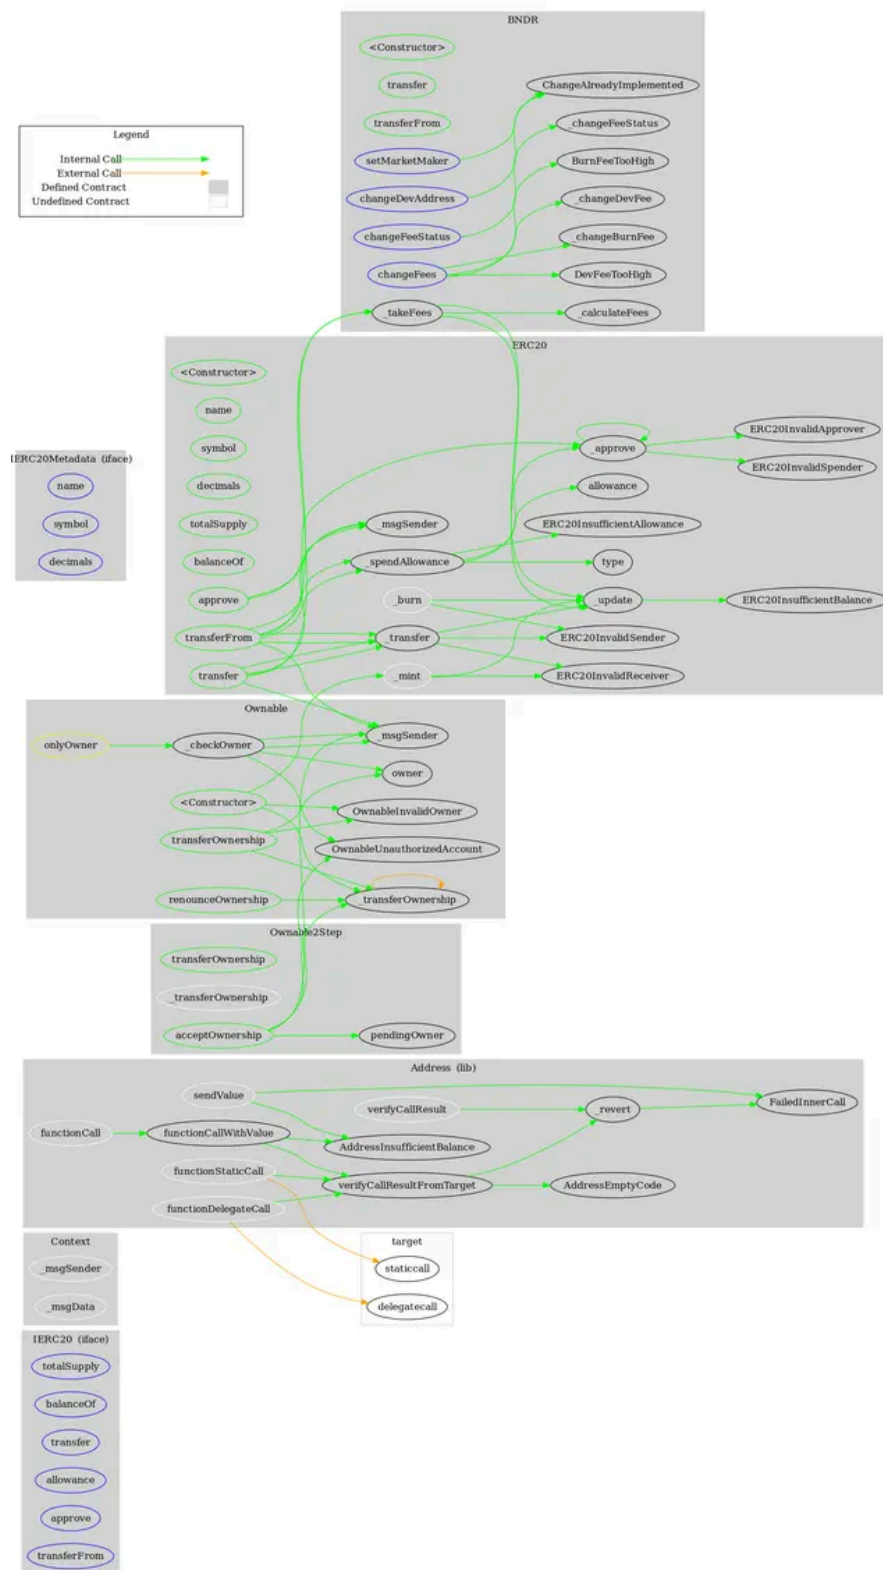 BNDR
<Constructor>
transfer
transferFrom
setMarketMaker
changeDevAddress
changeFeeStatus
changeFees
_takeFees
ChangeAlreadyImplemented
_changeFeeStatus
BurnFeeTooHigh
_changeDevFee
_changeBurnFee
DevFeeTooHigh
_calculateFees
Legend
Internal Call
External Call
Defined Contract
Undefined Contract
ERC20
<Constructor>
name
symbol
decimals
totalSupply
balanceOf
approve
transferFrom
transfer
_msgSender
_spendAllowance
_burn
_transfer
_mint
_approve
allowance
ERC20InsufficientAllowance
type
_update
ERC20InvalidSender
ERC20InvalidReceiver
ERC20InvalidApprover
ERC20InvalidSpender
ERC20InsufficientBalance
IERC20Metadata (iface)
name
symbol
decimals
Ownable
onlyOwner
_checkOwner
<Constructor>
transferOwnership
renounceOwnership
_msgSender
owner
OwnableInvalidOwner
OwnableUnauthorizedAccount
_transferOwnership
Ownable2Step
transferOwnership
_transferOwnership
acceptOwnership
pendingOwner
Address (lib)
functionCall
sendValue
functionCallWithValue
functionStaticCall
functionDelegateCall
verifyCallResult
AddressInsufficientBalance
verifyCallResultFromTarget
_revert
AddressEmptyCode
FailedInnerCall
Context
_msgSender
_msgData
target
staticcall
delegatecall
IERC20 (iface)
totalSupply
balanceOf
transfer
allowance
approve
transferFrom